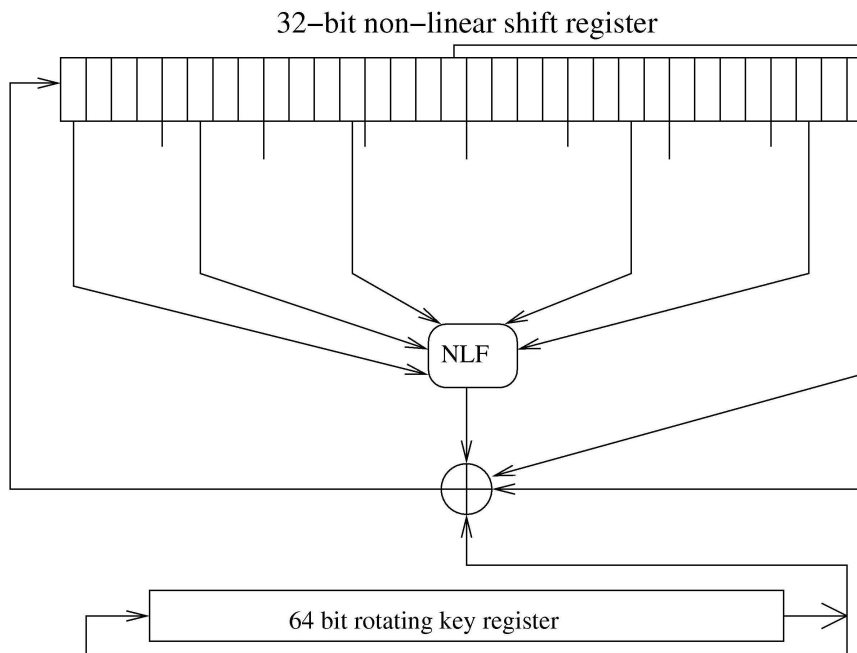 32−bit non−linear shift register
NLF
64 bit rotating key register